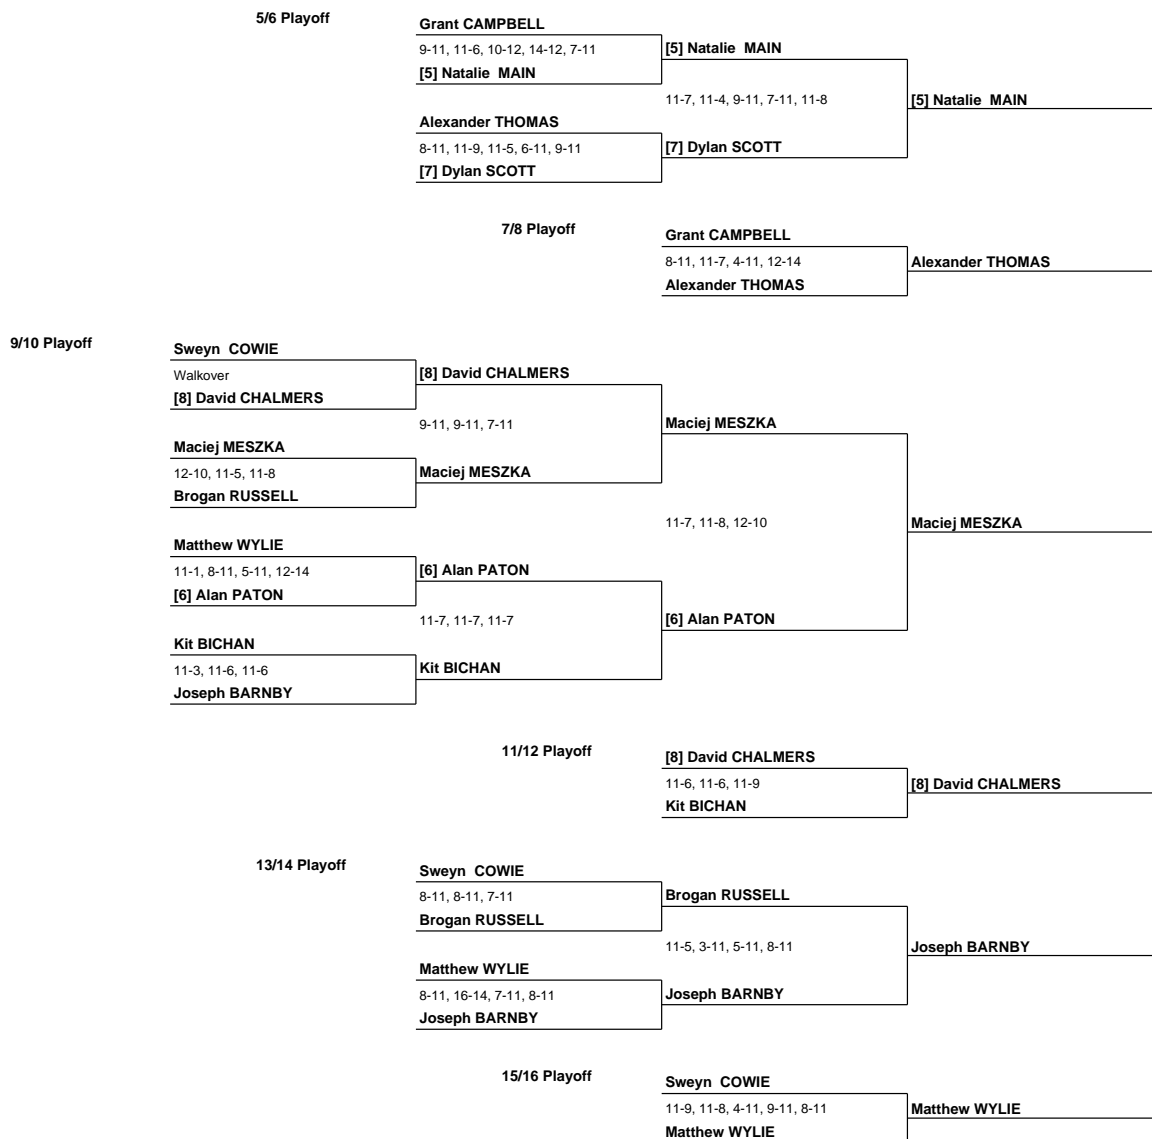 5/6 Playoff
Grant CAMPBELL
9-11, 11-6, 10-12, 14-12, 7-11
[5] Natalie  MAIN
[5] Natalie  MAIN
11-7, 11-4, 9-11, 7-11, 11-8
[5] Natalie  MAIN
Alexander THOMAS
8-11, 11-9, 11-5, 6-11, 9-11
[7] Dylan SCOTT
[7] Dylan SCOTT
7/8 Playoff
Grant CAMPBELL
8-11, 11-7, 4-11, 12-14
Alexander THOMAS
Alexander THOMAS
9/10 Playoff
Sweyn  COWIE
Walkover
[8] David CHALMERS
[8] David CHALMERS
9-11, 9-11, 7-11
Maciej MESZKA
Maciej MESZKA
12-10, 11-5, 11-8
Maciej MESZKA
Brogan RUSSELL
11-7, 11-8, 12-10
Maciej MESZKA
Matthew WYLIE
11-1, 8-11, 5-11, 12-14
[6] Alan PATON
[6] Alan PATON
11-7, 11-7, 11-7
[6] Alan PATON
Kit BICHAN
11-3, 11-6, 11-6
Kit BICHAN
Joseph BARNBY
11/12 Playoff
[8] David CHALMERS
11-6, 11-6, 11-9
[8] David CHALMERS
Kit BICHAN
13/14 Playoff
Sweyn  COWIE
8-11, 8-11, 7-11
Brogan RUSSELL
Brogan RUSSELL
11-5, 3-11, 5-11, 8-11
Joseph BARNBY
Matthew WYLIE
8-11, 16-14, 7-11, 8-11
Joseph BARNBY
Joseph BARNBY
15/16 Playoff
Sweyn  COWIE
11-9, 11-8, 4-11, 9-11, 8-11
Matthew WYLIE
Matthew WYLIE